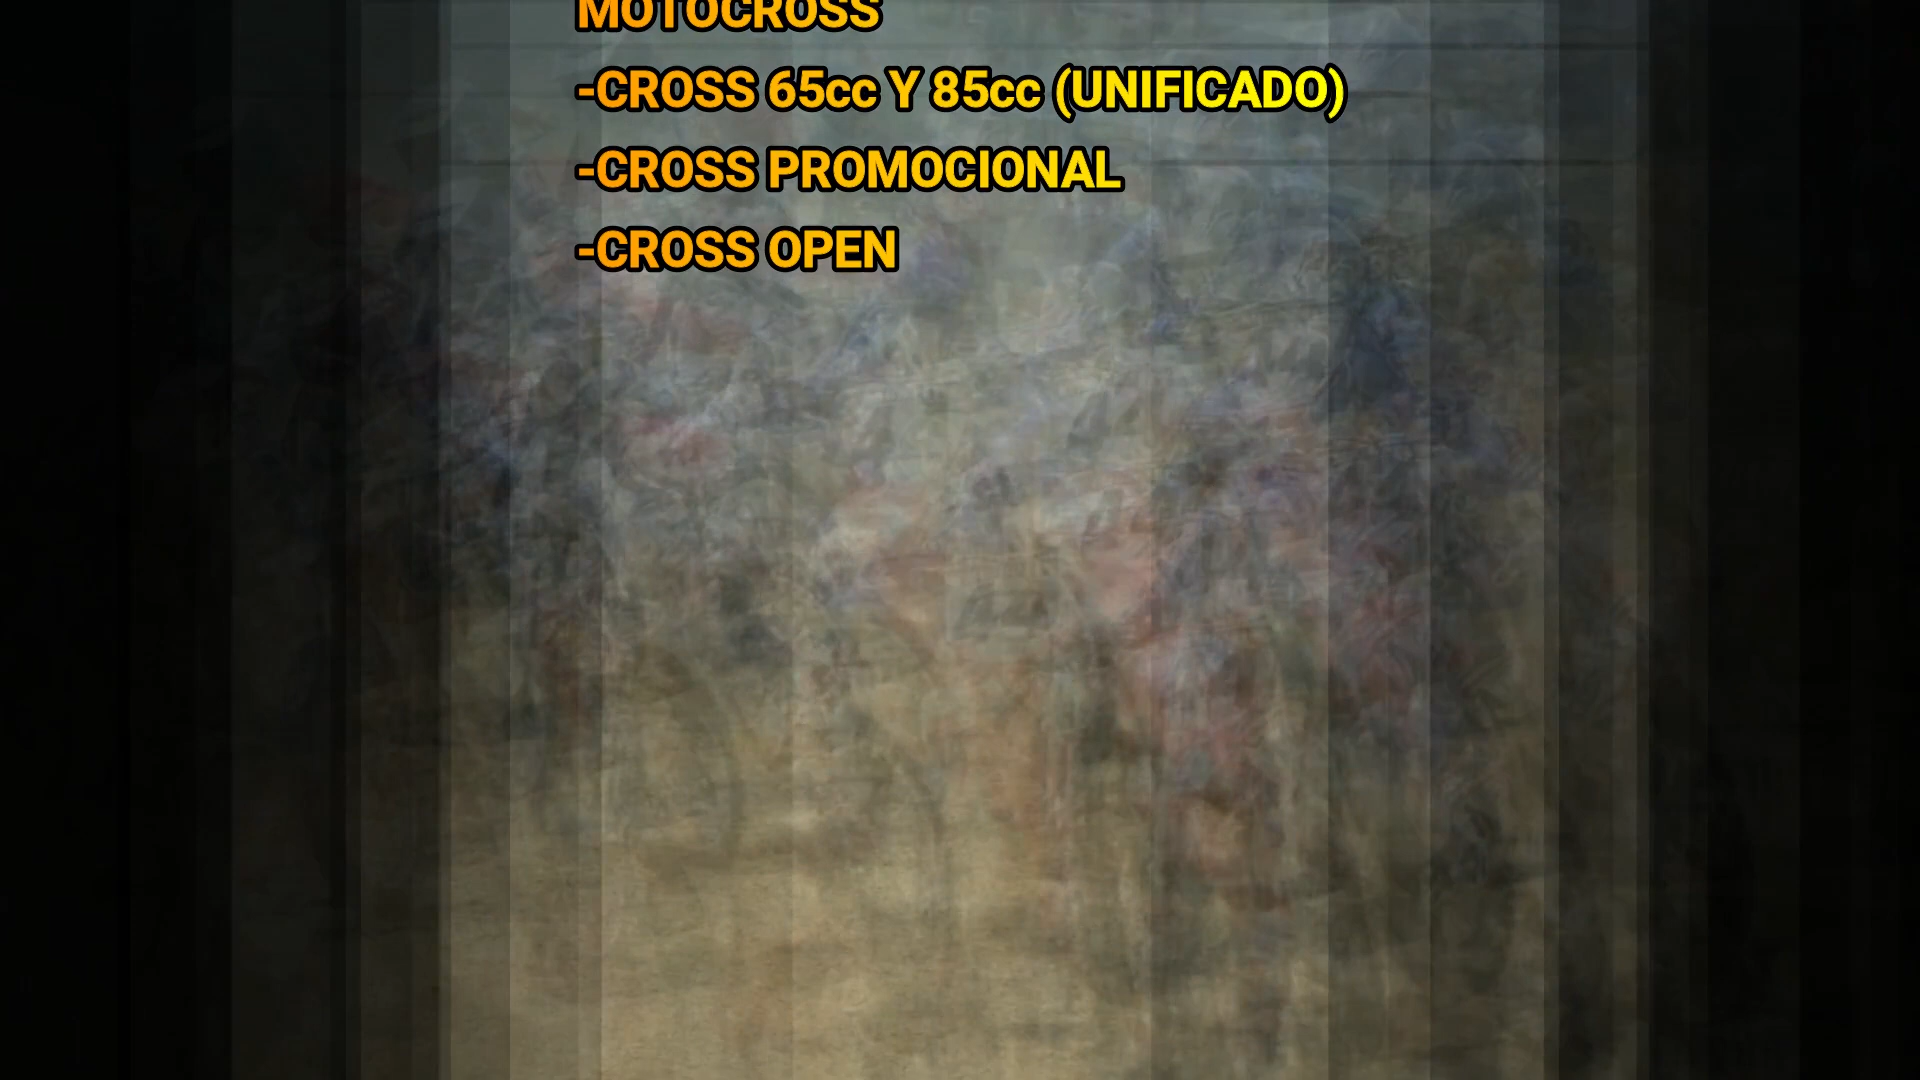 MOTOCROSS
-CROSS 65cc Y 85cc (UNIFICADO)
-CROSS PROMOCIONAL
-CROSS OPEN